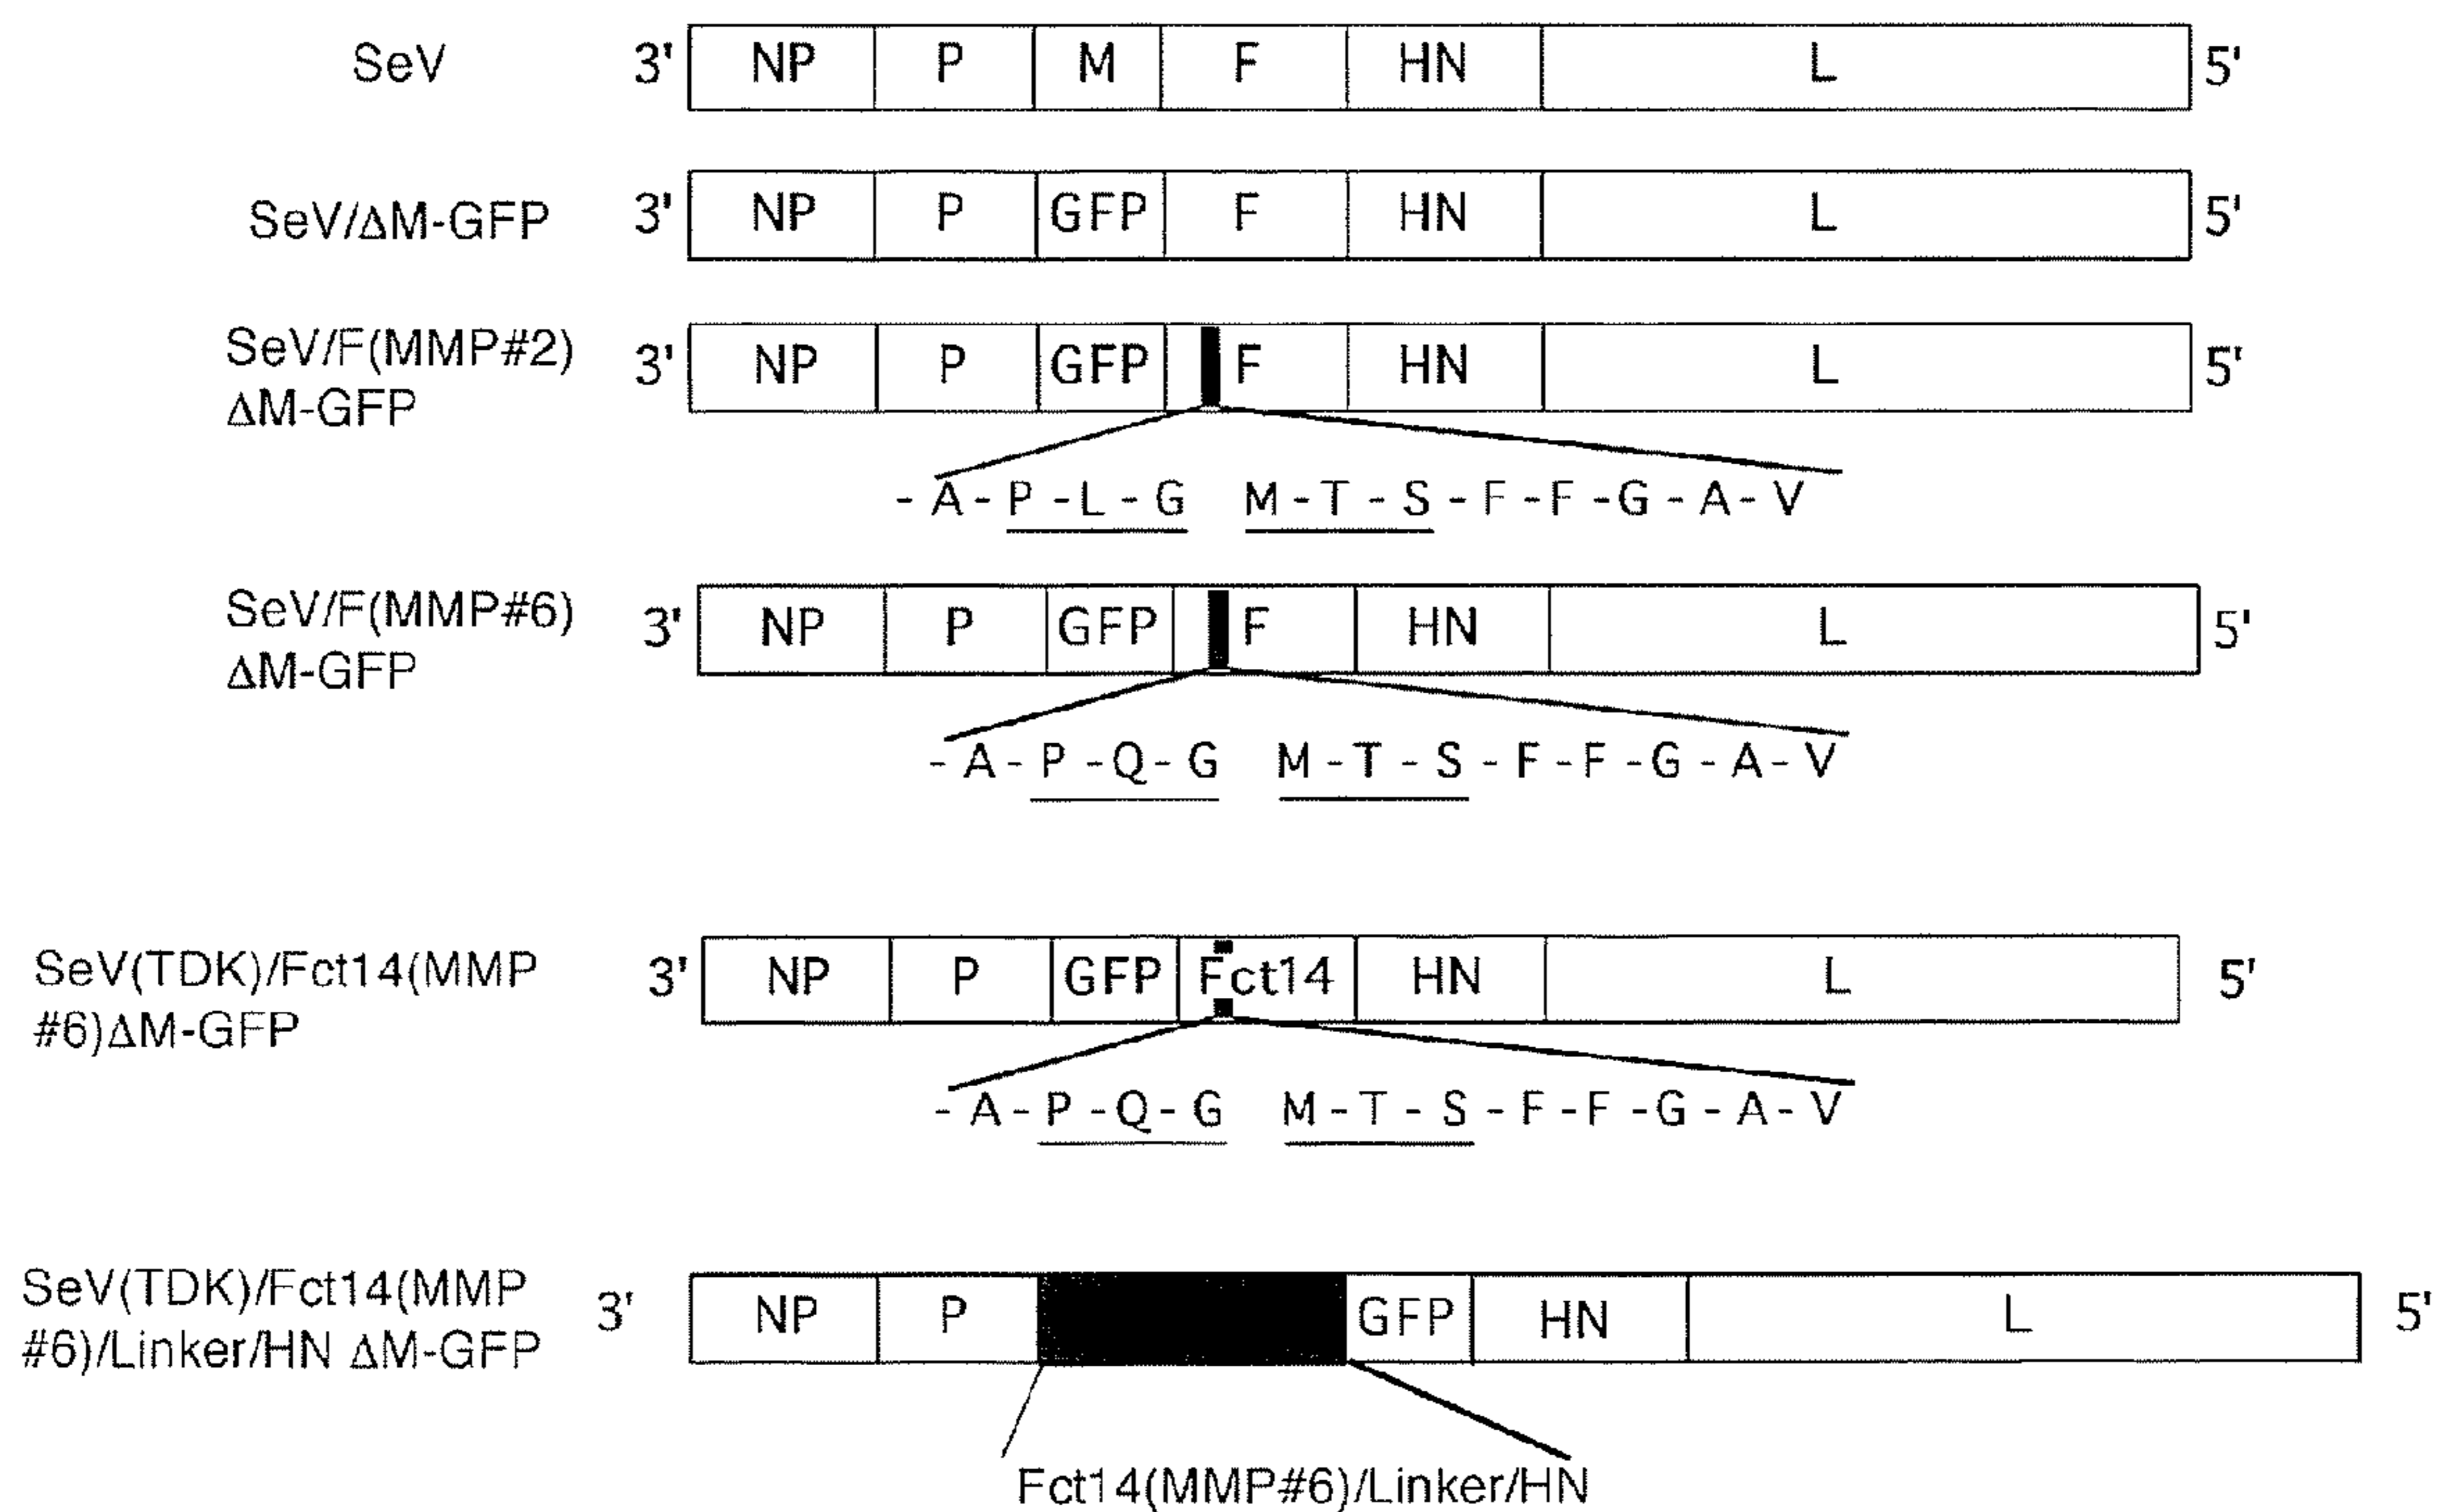 SeV 3' NP P M F HN L 5'
SeV/ΔM-GFP 3' NP P GFP F HN L 5'
SeV/F(MMP#2)
ΔM-GFP
3' NP P GFP F HN L 5'
- A - P - L - G M - T - S - F - F - G - A - V
SeV/F(MMP#6)
ΔM-GFP
3' NP P GFP F HN L 5'
- A - P - Q - G M - T - S - F - F - G - A - V
SeV(TDK)/Fct14(MMP
#6)ΔM-GFP
3' NP P GFP Fct14 HN L 5'
- A - P - Q - G M - T - S - F - F - G - A - V
SeV(TDK)/Fct14(MMP
#6)/Linker/HN ΔM-GFP
3' NP P GFP HN L 5'
Fct14(MMP#6)/Linker/HN